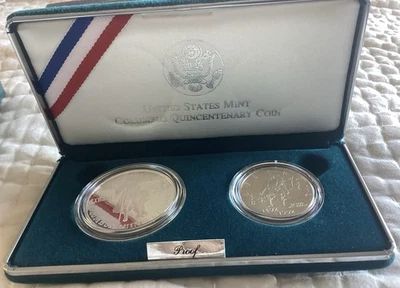 UNITED STATES MINT
COLUMBUS QUINCENTENARY COIN
Proof